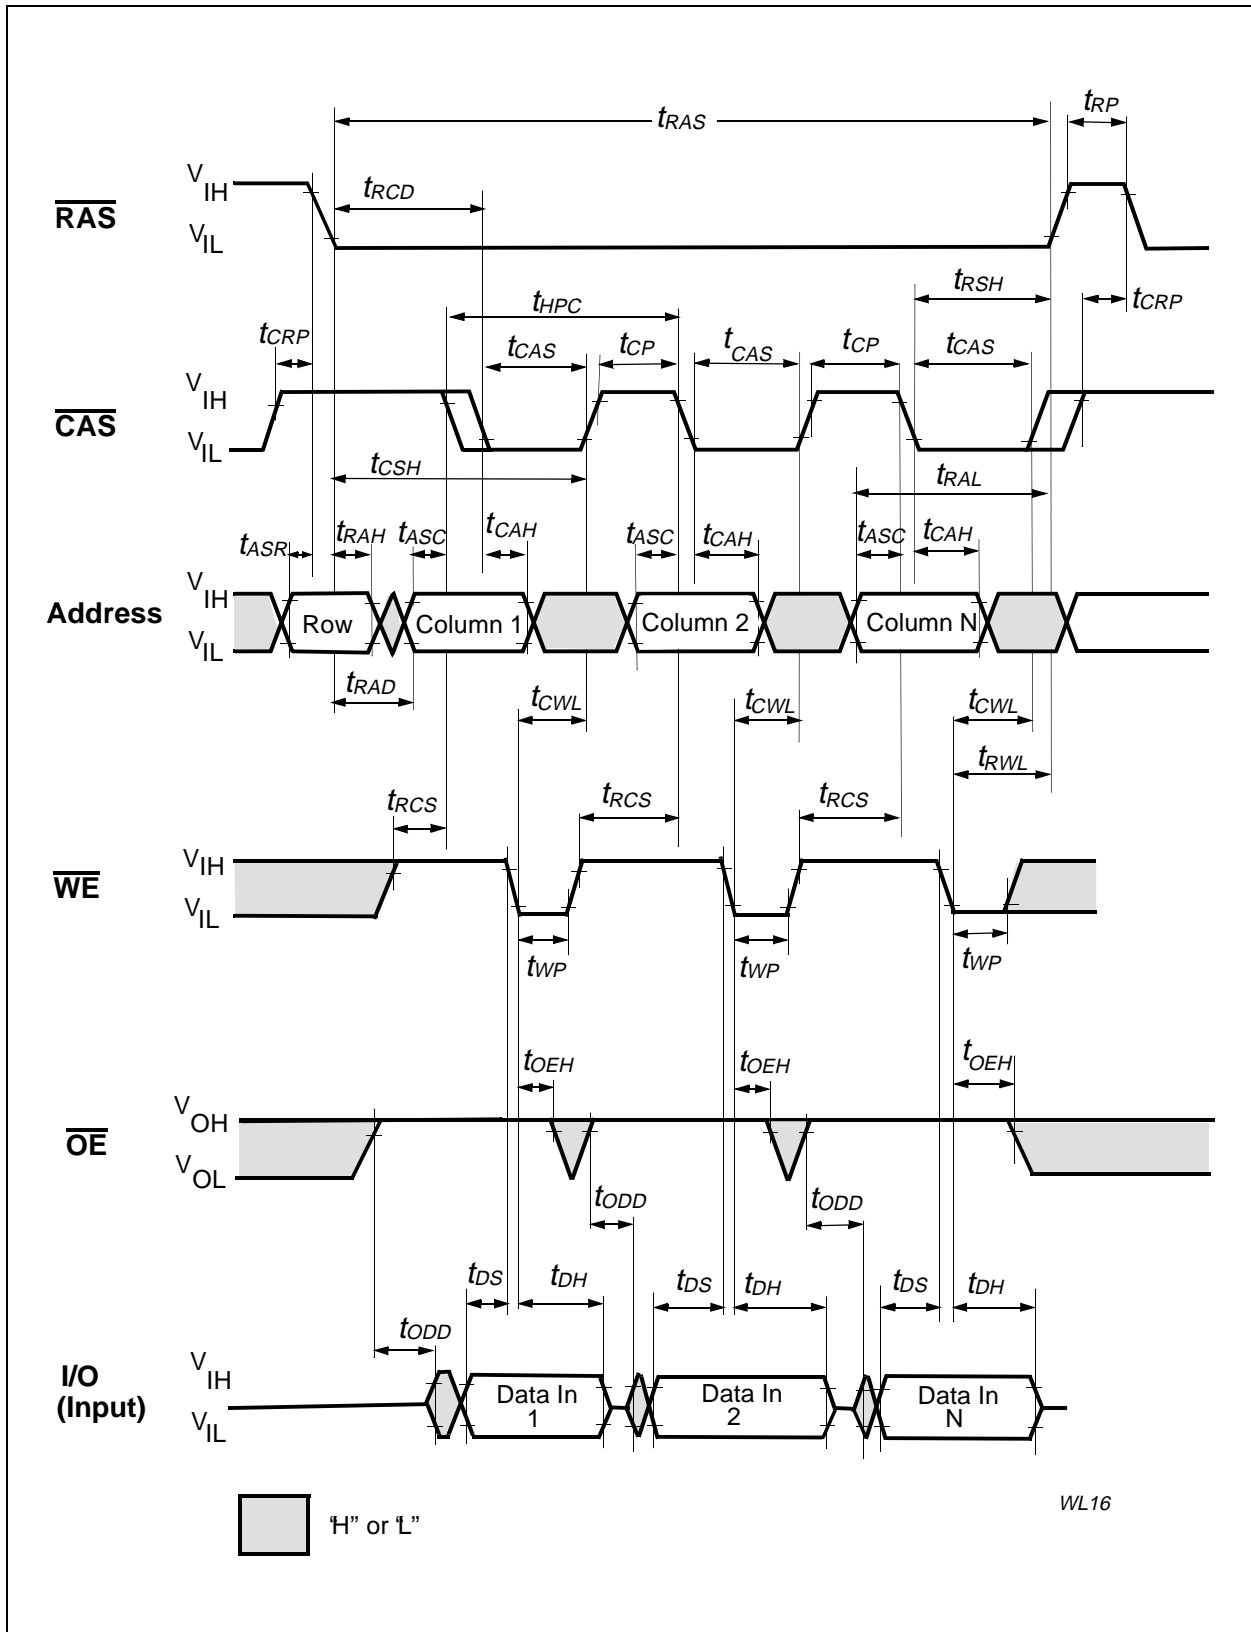 tRAS
tRP
VIH
RAS
VIL
tRCD
tRSH
tCRP
tHPC
tCRP
tCAS
tCP
tCAS
tCP
tCAS
VIH
CAS
VIL
tCSH
tRAL
tASR
tRAH
tASC
tCAH
tASC
tCAH
tASC
tCAH
VIH
Address
VIL
Row
Column 1
Column 2
Column N
tRAD
tCWL
tCWL
tCWL
tRWL
tRCS
tRCS
tRCS
VIH
WE
VIL
tWP
tWP
tWP
tOEH
tOEH
tOEH
VOH
OE
VOL
tODD
tODD
tDS
tDH
tDS
tDH
tDS
tDH
tODD
I/O
(Input)
VIH
VIL
Data In
1
Data In
2
Data In
N
WL16
“H” or “L”